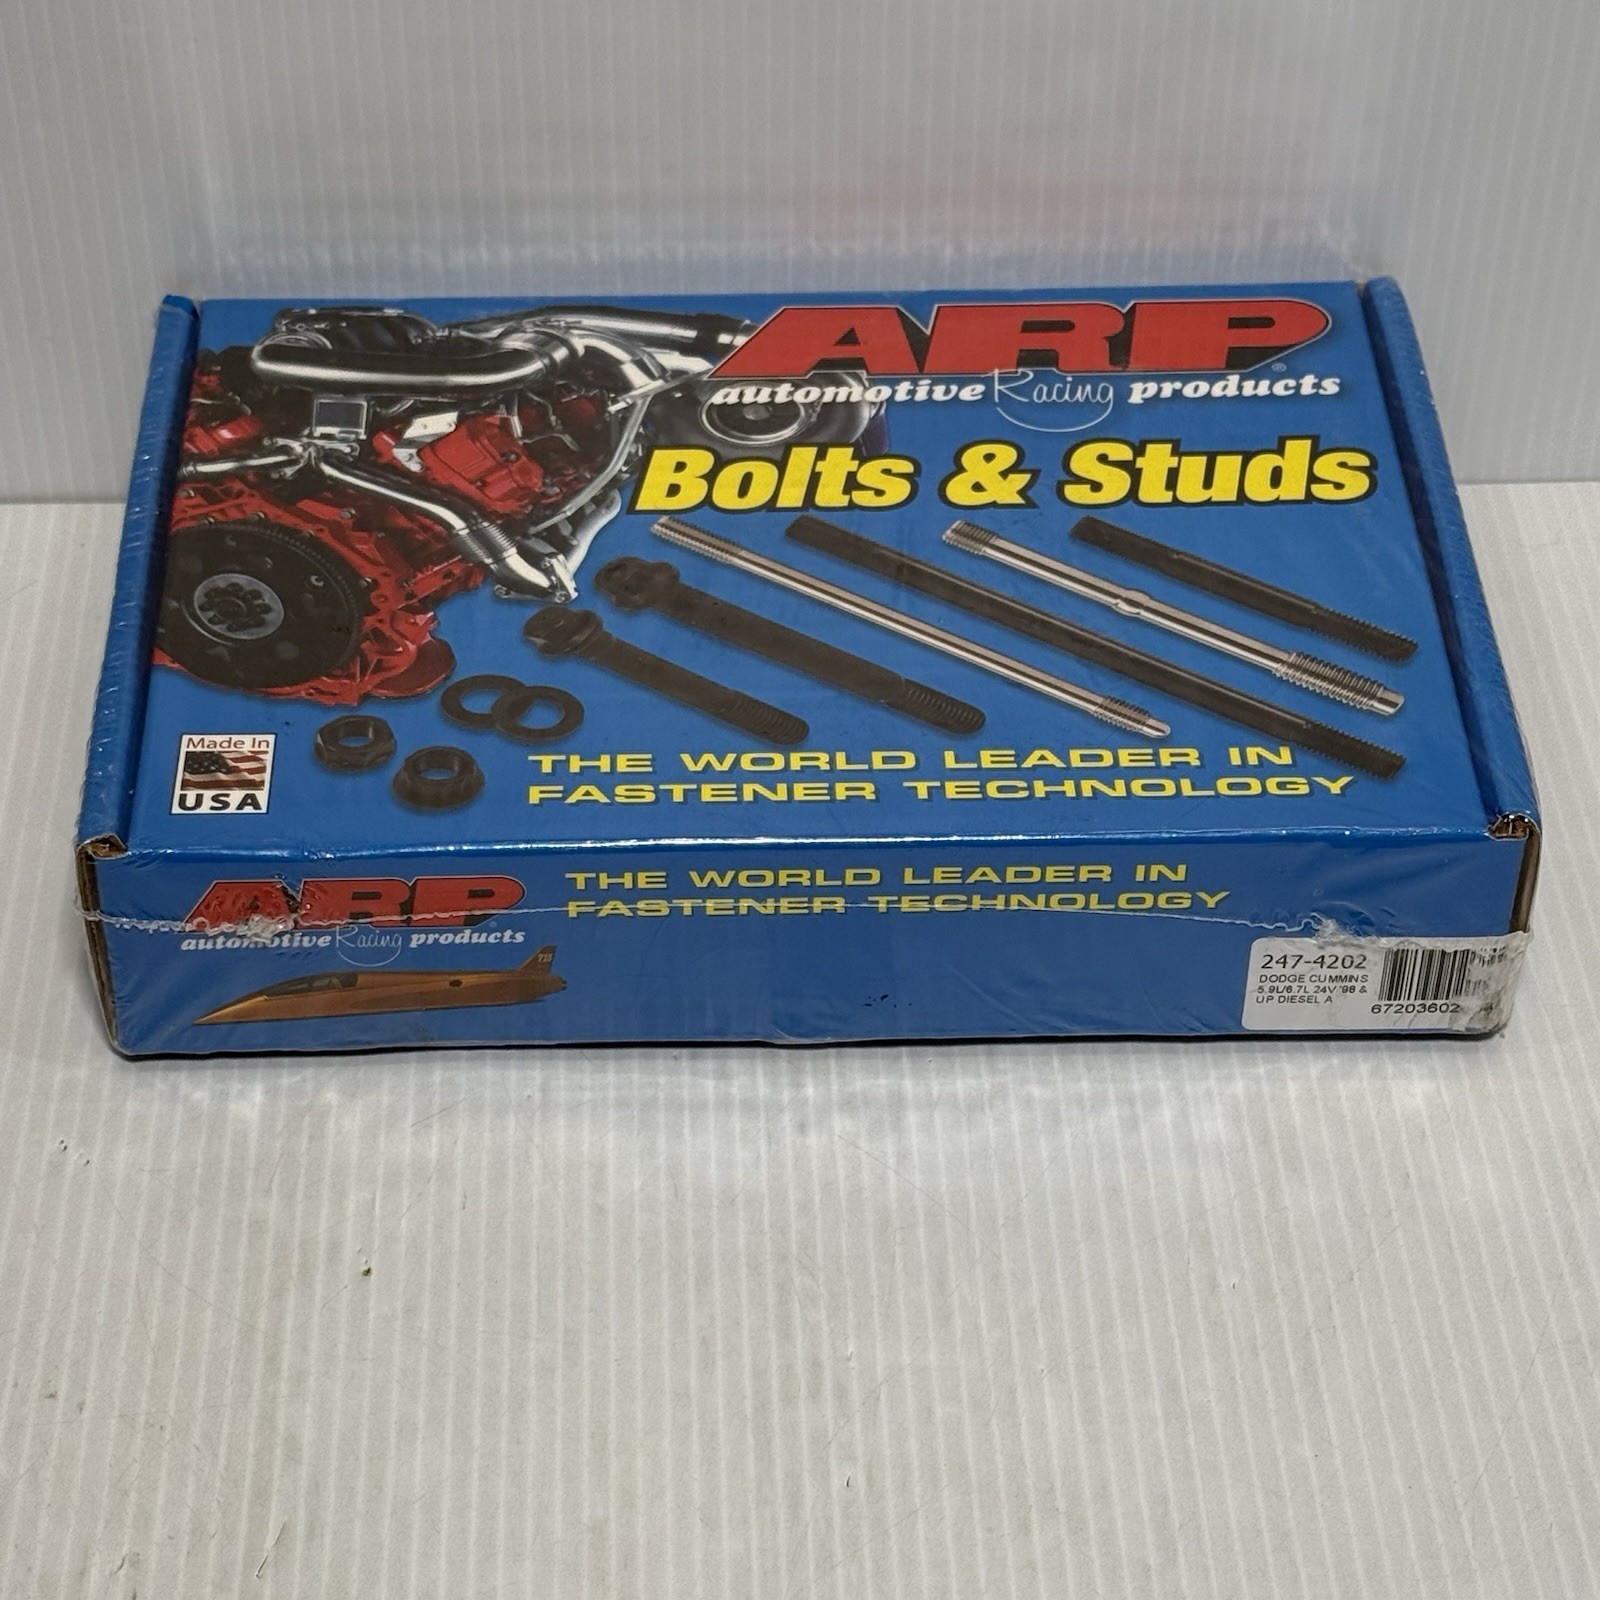 ARP®
automotive Racing products
Bolts & Studs
Made In
USA
THE WORLD LEADER IN
FASTENER TECHNOLOGY
ARP
automotive Racing products
THE WORLD LEADER IN
FASTENER TECHNOLOGY
715
247-4202
DODGE CUMMINS
5.9L/6.7L 24V '98 &
UP DIESEL A
67203602